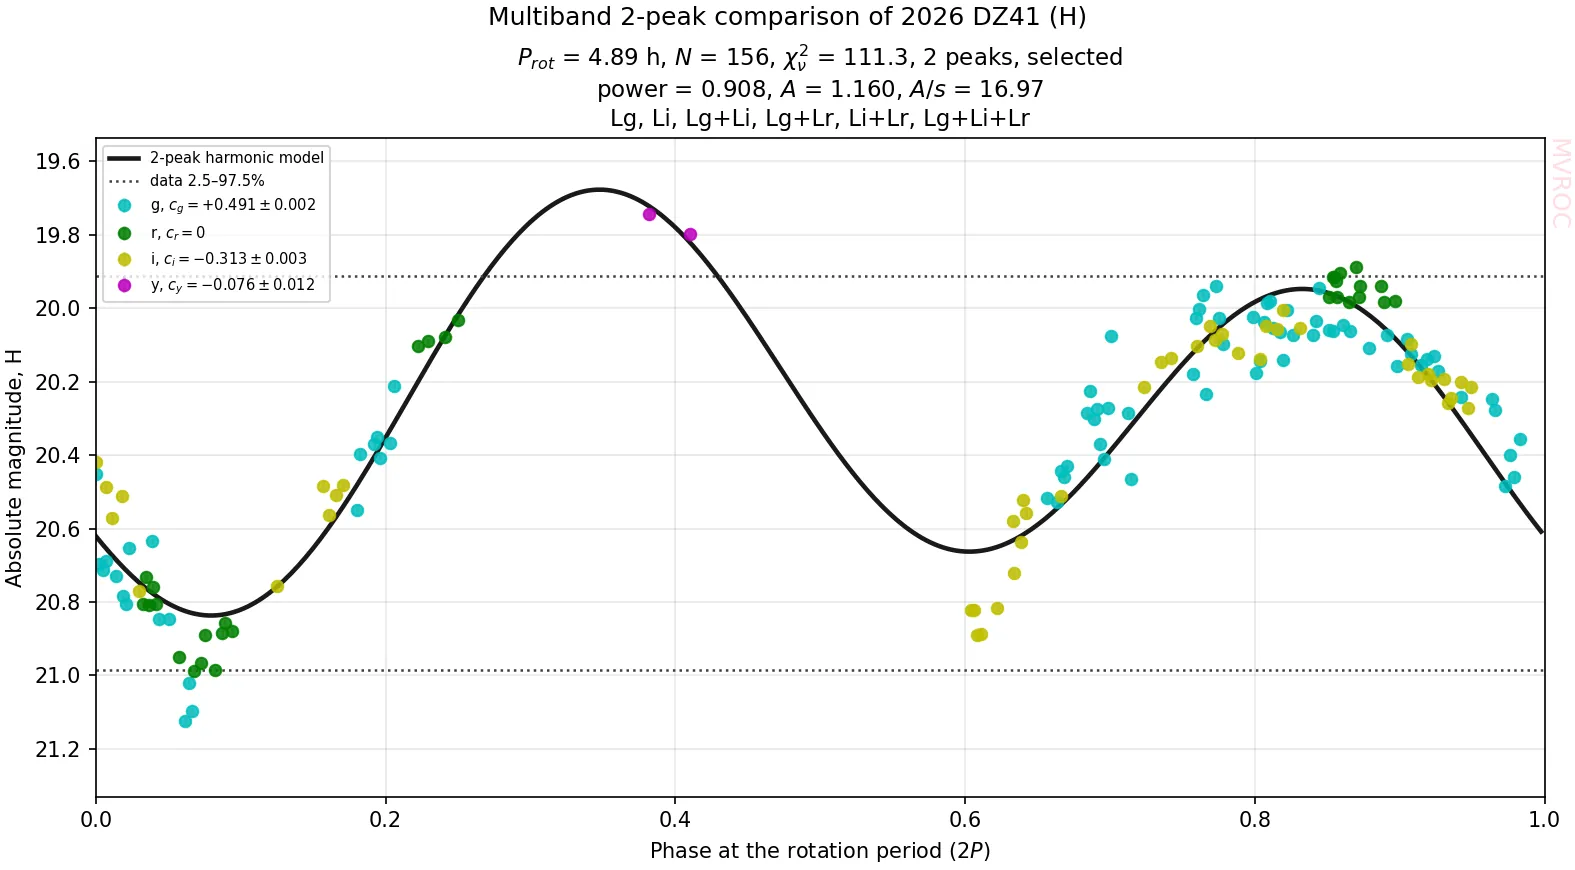 Multiband 2-peak comparison of 2026 DZ41 (H)
P_rot = 4.89 h, N = 156, χ²_ν = 111.3, 2 peaks, selected
power = 0.908, A = 1.160, A/s = 16.97
Lg, Li, Lg+Li, Lg+Lr, Li+Lr, Lg+Li+Lr
2-peak harmonic model
data 2.5–97.5%
g, c_g = +0.491 ± 0.002
r, c_r = 0
i, c_i = −0.313 ± 0.003
y, c_y = −0.076 ± 0.012
MVROC
Absolute magnitude, H
19.6
19.8
20.0
20.2
20.4
20.6
20.8
21.0
21.2
0.0 0.2 0.4 0.6 0.8 1.0
Phase at the rotation period (2P)